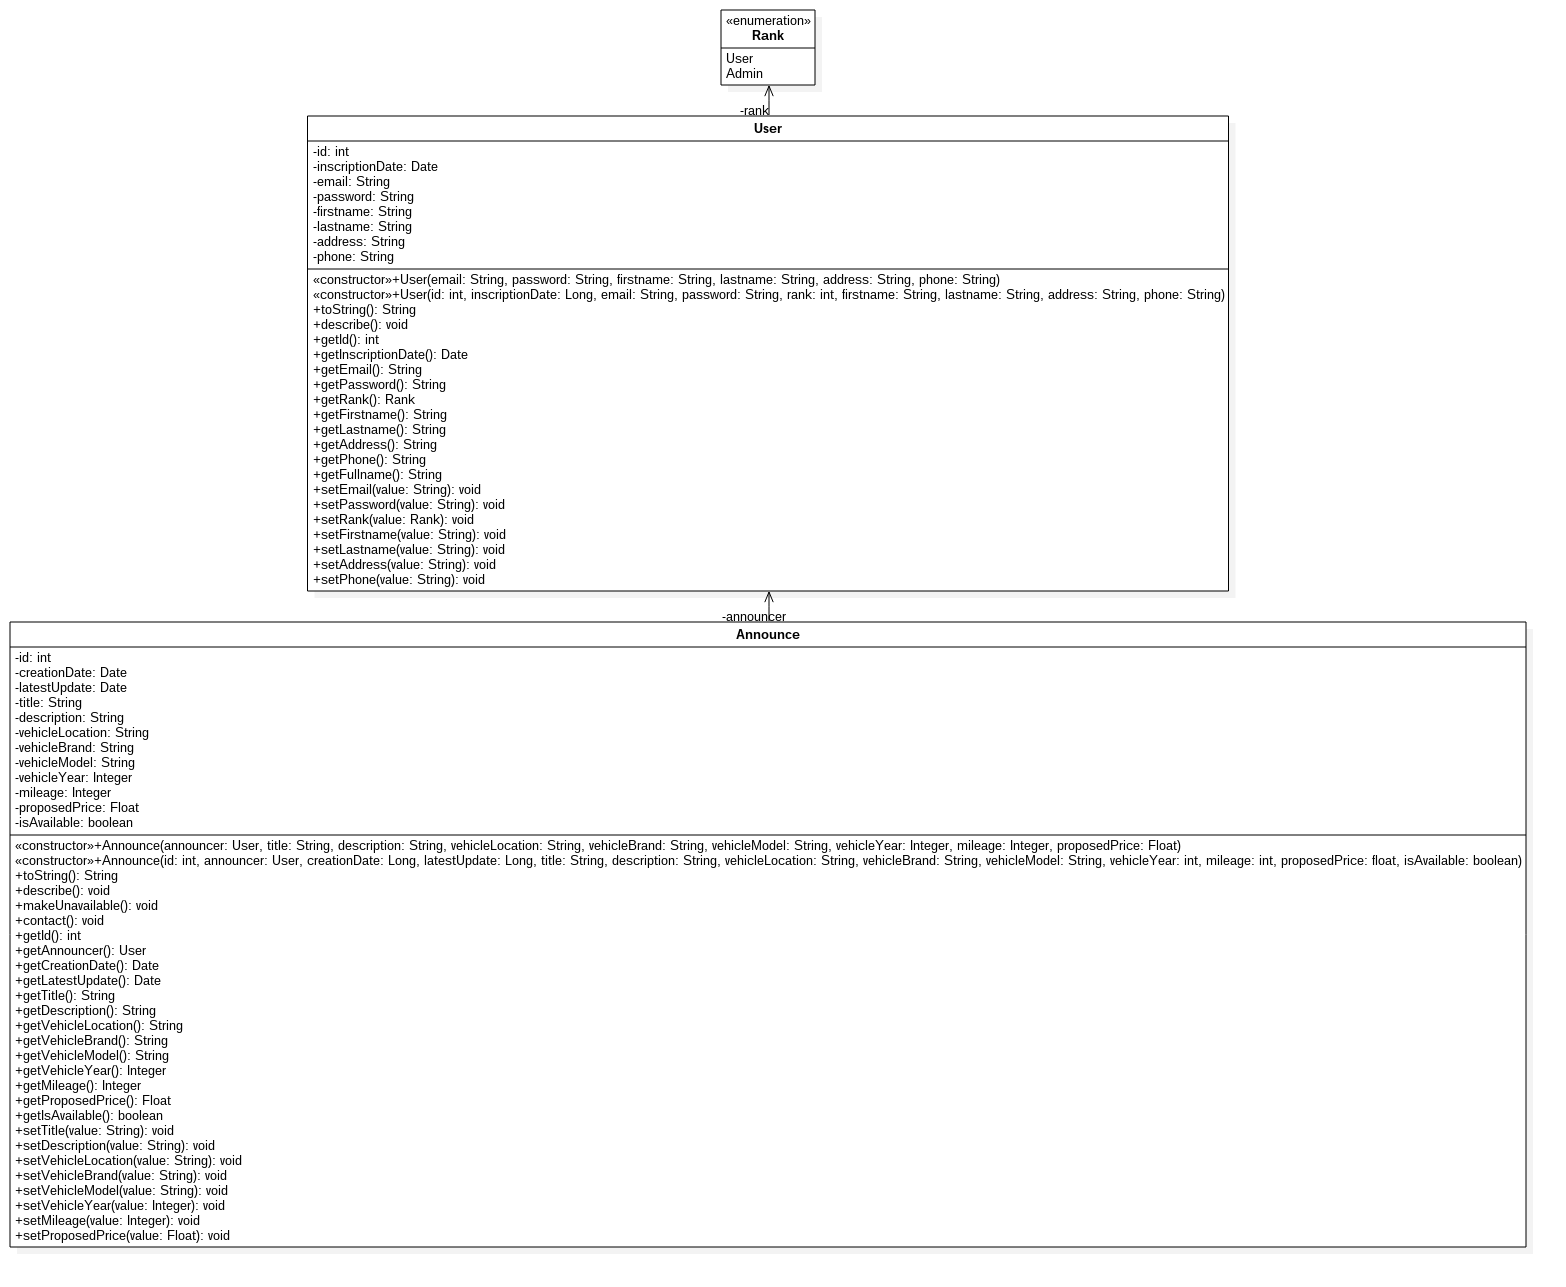 «enumeration»
Rank
User
Admin
-rank
User
-id: int
-inscriptionDate: Date
-email: String
-password: String
-firstname: String
-lastname: String
-address: String
-phone: String
«constructor»+User(email: String, password: String, firstname: String, lastname: String, address: String, phone: String)
«constructor»+User(id: int, inscriptionDate: Long, email: String, password: String, rank: int, firstname: String, lastname: String, address: String, phone: String)
+toString(): String
+describe(): void
+getId(): int
+getInscriptionDate(): Date
+getEmail(): String
+getPassword(): String
+getRank(): Rank
+getFirstname(): String
+getLastname(): String
+getAddress(): String
+getPhone(): String
+getFullname(): String
+setEmail(value: String): void
+setPassword(value: String): void
+setRank(value: Rank): void
+setFirstname(value: String): void
+setLastname(value: String): void
+setAddress(value: String): void
+setPhone(value: String): void
-announcer
Announce
-id: int
-creationDate: Date
-latestUpdate: Date
-title: String
-description: String
-vehicleLocation: String
-vehicleBrand: String
-vehicleModel: String
-vehicleYear: Integer
-mileage: Integer
-proposedPrice: Float
-isAvailable: boolean
«constructor»+Announce(announcer: User, title: String, description: String, vehicleLocation: String, vehicleBrand: String, vehicleModel: String, vehicleYear: Integer, mileage: Integer, proposedPrice: Float)
«constructor»+Announce(id: int, announcer: User, creationDate: Long, latestUpdate: Long, title: String, description: String, vehicleLocation: String, vehicleBrand: String, vehicleModel: String, vehicleYear: int, mileage: int, proposedPrice: float, isAvailable: boolean)
+toString(): String
+describe(): void
+makeUnavailable(): void
+contact(): void
+getId(): int
+getAnnouncer(): User
+getCreationDate(): Date
+getLatestUpdate(): Date
+getTitle(): String
+getDescription(): String
+getVehicleLocation(): String
+getVehicleBrand(): String
+getVehicleModel(): String
+getVehicleYear(): Integer
+getMileage(): Integer
+getProposedPrice(): Float
+getIsAvailable(): boolean
+setTitle(value: String): void
+setDescription(value: String): void
+setVehicleLocation(value: String): void
+setVehicleBrand(value: String): void
+setVehicleModel(value: String): void
+setVehicleYear(value: Integer): void
+setMileage(value: Integer): void
+setProposedPrice(value: Float): void